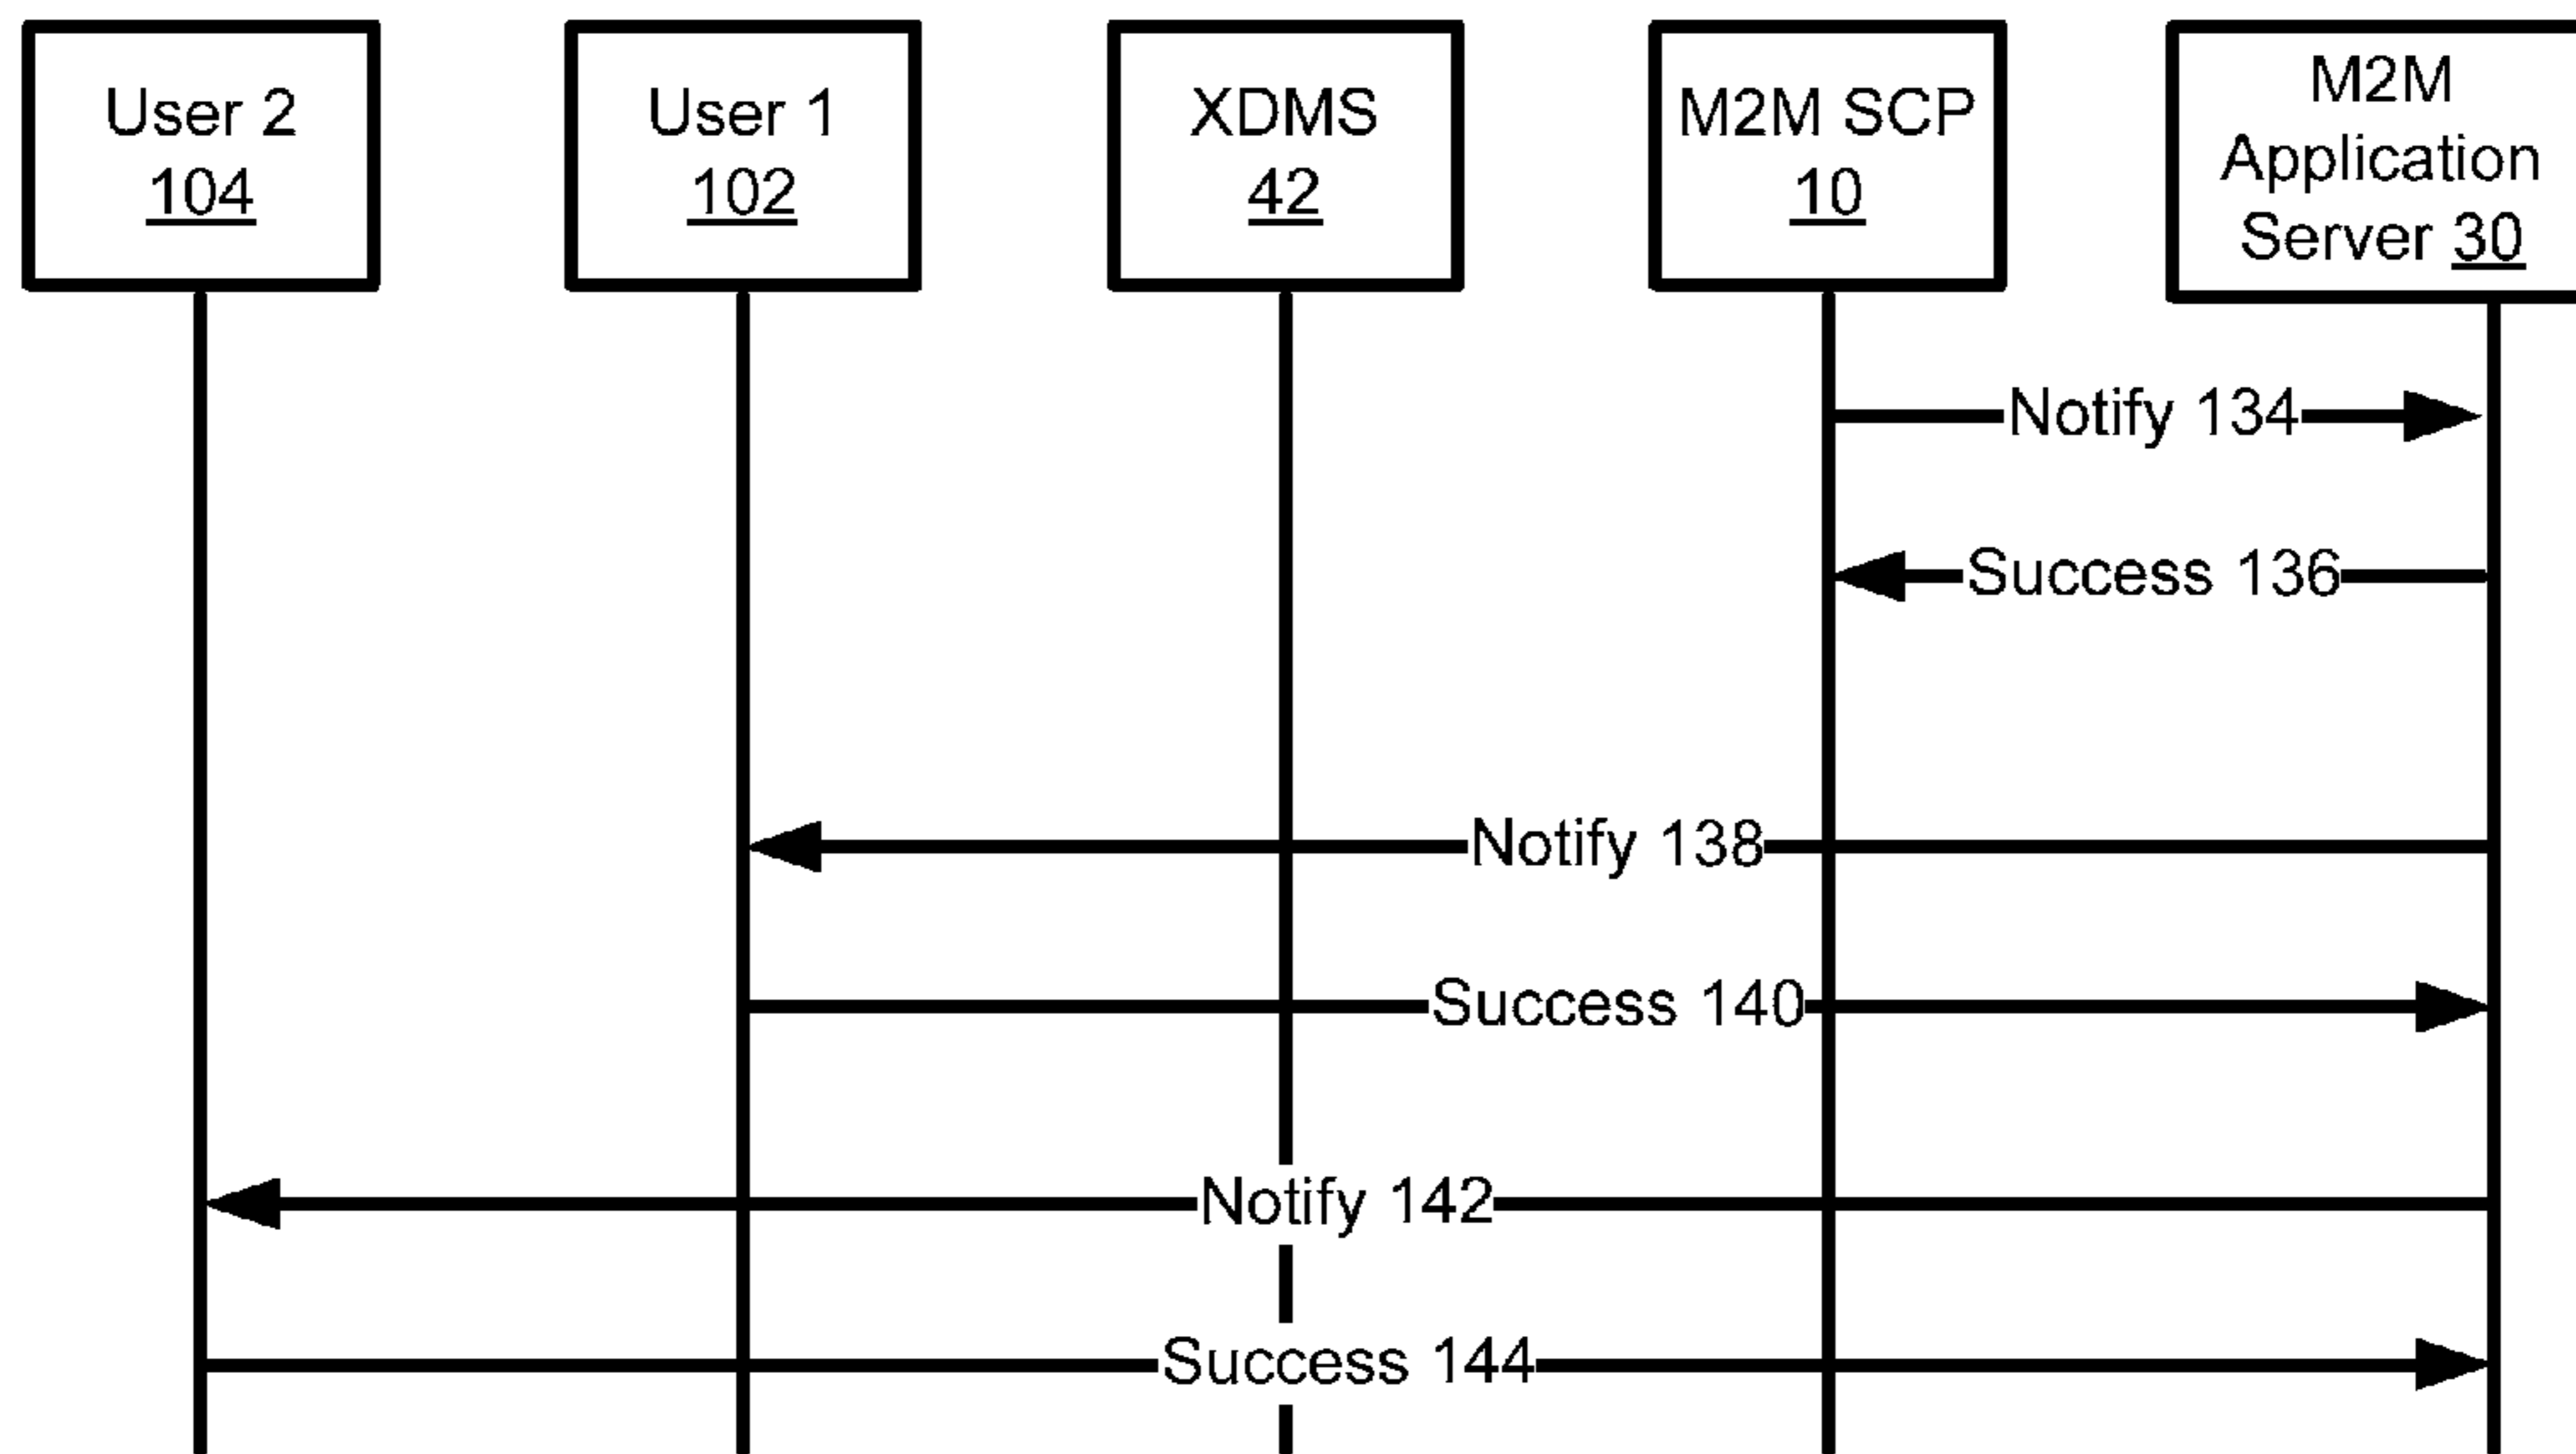 User 2
104
User 1
102
XDMS
42
M2M SCP
10
M2M
Application
Server 30
Notify 134
Success 136
Notify 138
Success 140
Notify 142
Success 144